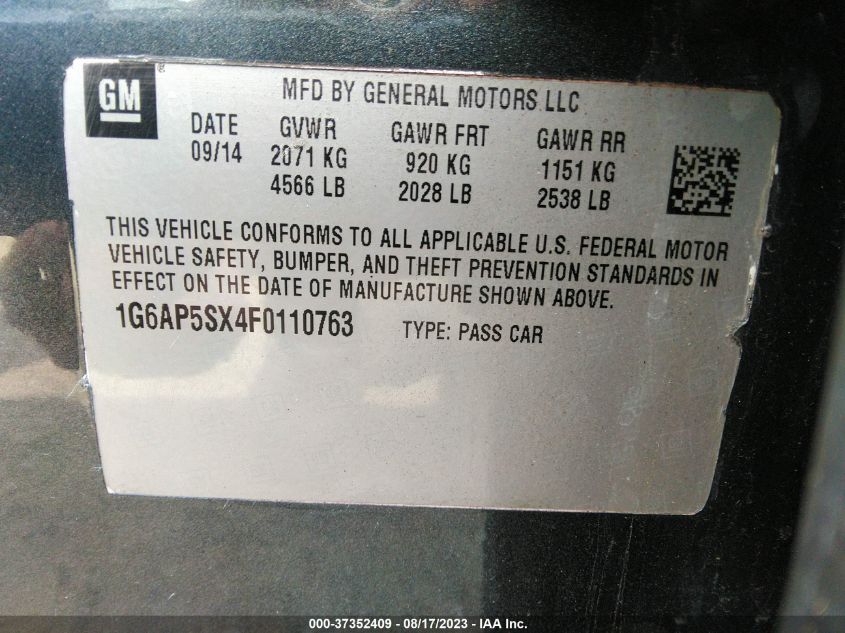 GM
®
MFD BY GENERAL MOTORS LLC
DATE GVWR GAWR FRT GAWR RR
09/14 2071 KG 920 KG 1151 KG
4566 LB 2028 LB 2538 LB
THIS VEHICLE CONFORMS TO ALL APPLICABLE U.S. FEDERAL MOTOR
VEHICLE SAFETY, BUMPER, AND THEFT PREVENTION STANDARDS IN
EFFECT ON THE DATE OF MANUFACTURE SHOWN ABOVE.
1G6AP5SX4F0110763 TYPE: PASS CAR
000-37352409 - 08/17/2023 - IAA Inc.